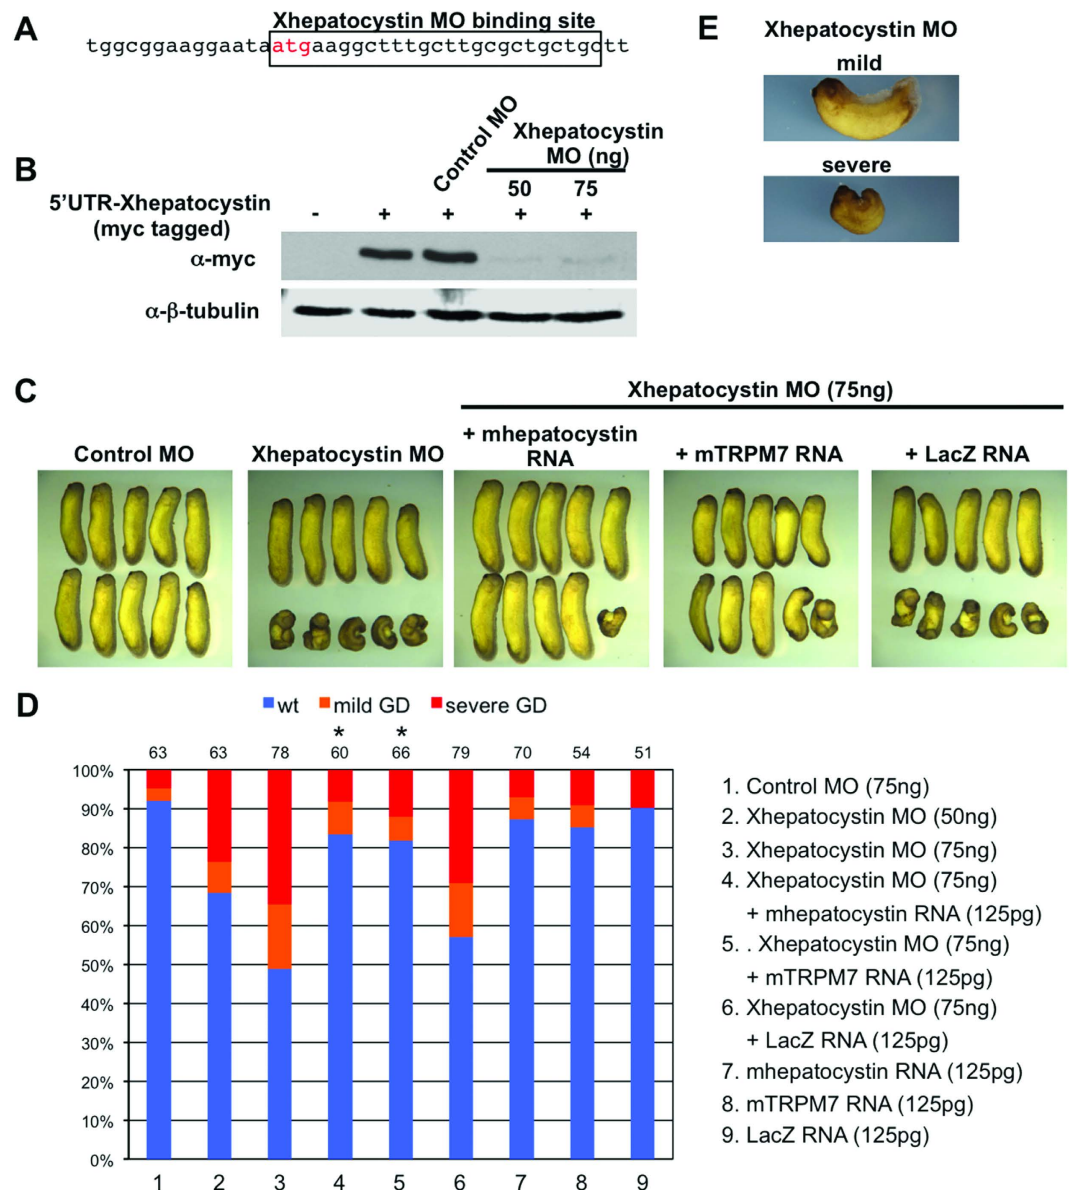 A
Xhepatocystin MO binding site
tggcggaaggaataatgaaggctttgcttgcgctgctgctt
B
5'UTR-Xhepatocystin
(myc tagged)
Control MO
Xhepatocystin
MO (ng)
50 75
- + + + +
α-myc
α-β-tubulin
E
Xhepatocystin MO
mild
severe
C
Xhepatocystin MO (75ng)
Control MO
Xhepatocystin MO
+ mhepatocystin
RNA
+ mTRPM7 RNA
+ LacZ RNA
D
wt mild GD severe GD
* *
63 63 78 60 66 79 70 54 51
100%
90%
80%
70%
60%
50%
40%
30%
20%
10%
0%
1 2 3 4 5 6 7 8 9
1. Control MO (75ng)
2. Xhepatocystin MO (50ng)
3. Xhepatocystin MO (75ng)
4. Xhepatocystin MO (75ng)
+ mhepatocystin RNA (125pg)
5. . Xhepatocystin MO (75ng)
+ mTRPM7 RNA (125pg)
6. Xhepatocystin MO (75ng)
+ LacZ RNA (125pg)
7. mhepatocystin RNA (125pg)
8. mTRPM7 RNA (125pg)
9. LacZ RNA (125pg)